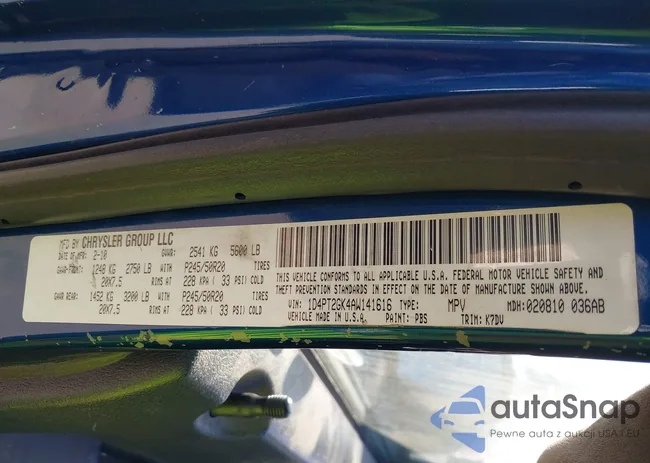 MFD BY CHRYSLER GROUP LLC
DATE OF MFR: 2-10 GVWR: 2541 KG 5600 LB
GAWR FRONT: 1248 KG 2750 LB WITH P245/50R20 TIRES
20X7.5 RIMS AT 228 KPA ( 33 PSI) COLD
GAWR REAR: 1452 KG 3200 LB WITH P245/50R20 TIRES
20X7.5 RIMS AT 228 KPA ( 33 PSI) COLD
THIS VEHICLE CONFORMS TO ALL APPLICABLE U.S.A. FEDERAL MOTOR VEHICLE SAFETY AND
THEFT PREVENTION STANDARDS IN EFFECT ON THE DATE OF MANUFACTURE SHOWN ABOVE.
VIN: 1D4PT2GK4AW141616 TYPE: MPV MDH: 020810 036AB
VEHICLE MADE IN U.S.A. PAINT: PBS TRIM: K7DV
autaSnap
Pewne auta z aukcji USA i EU